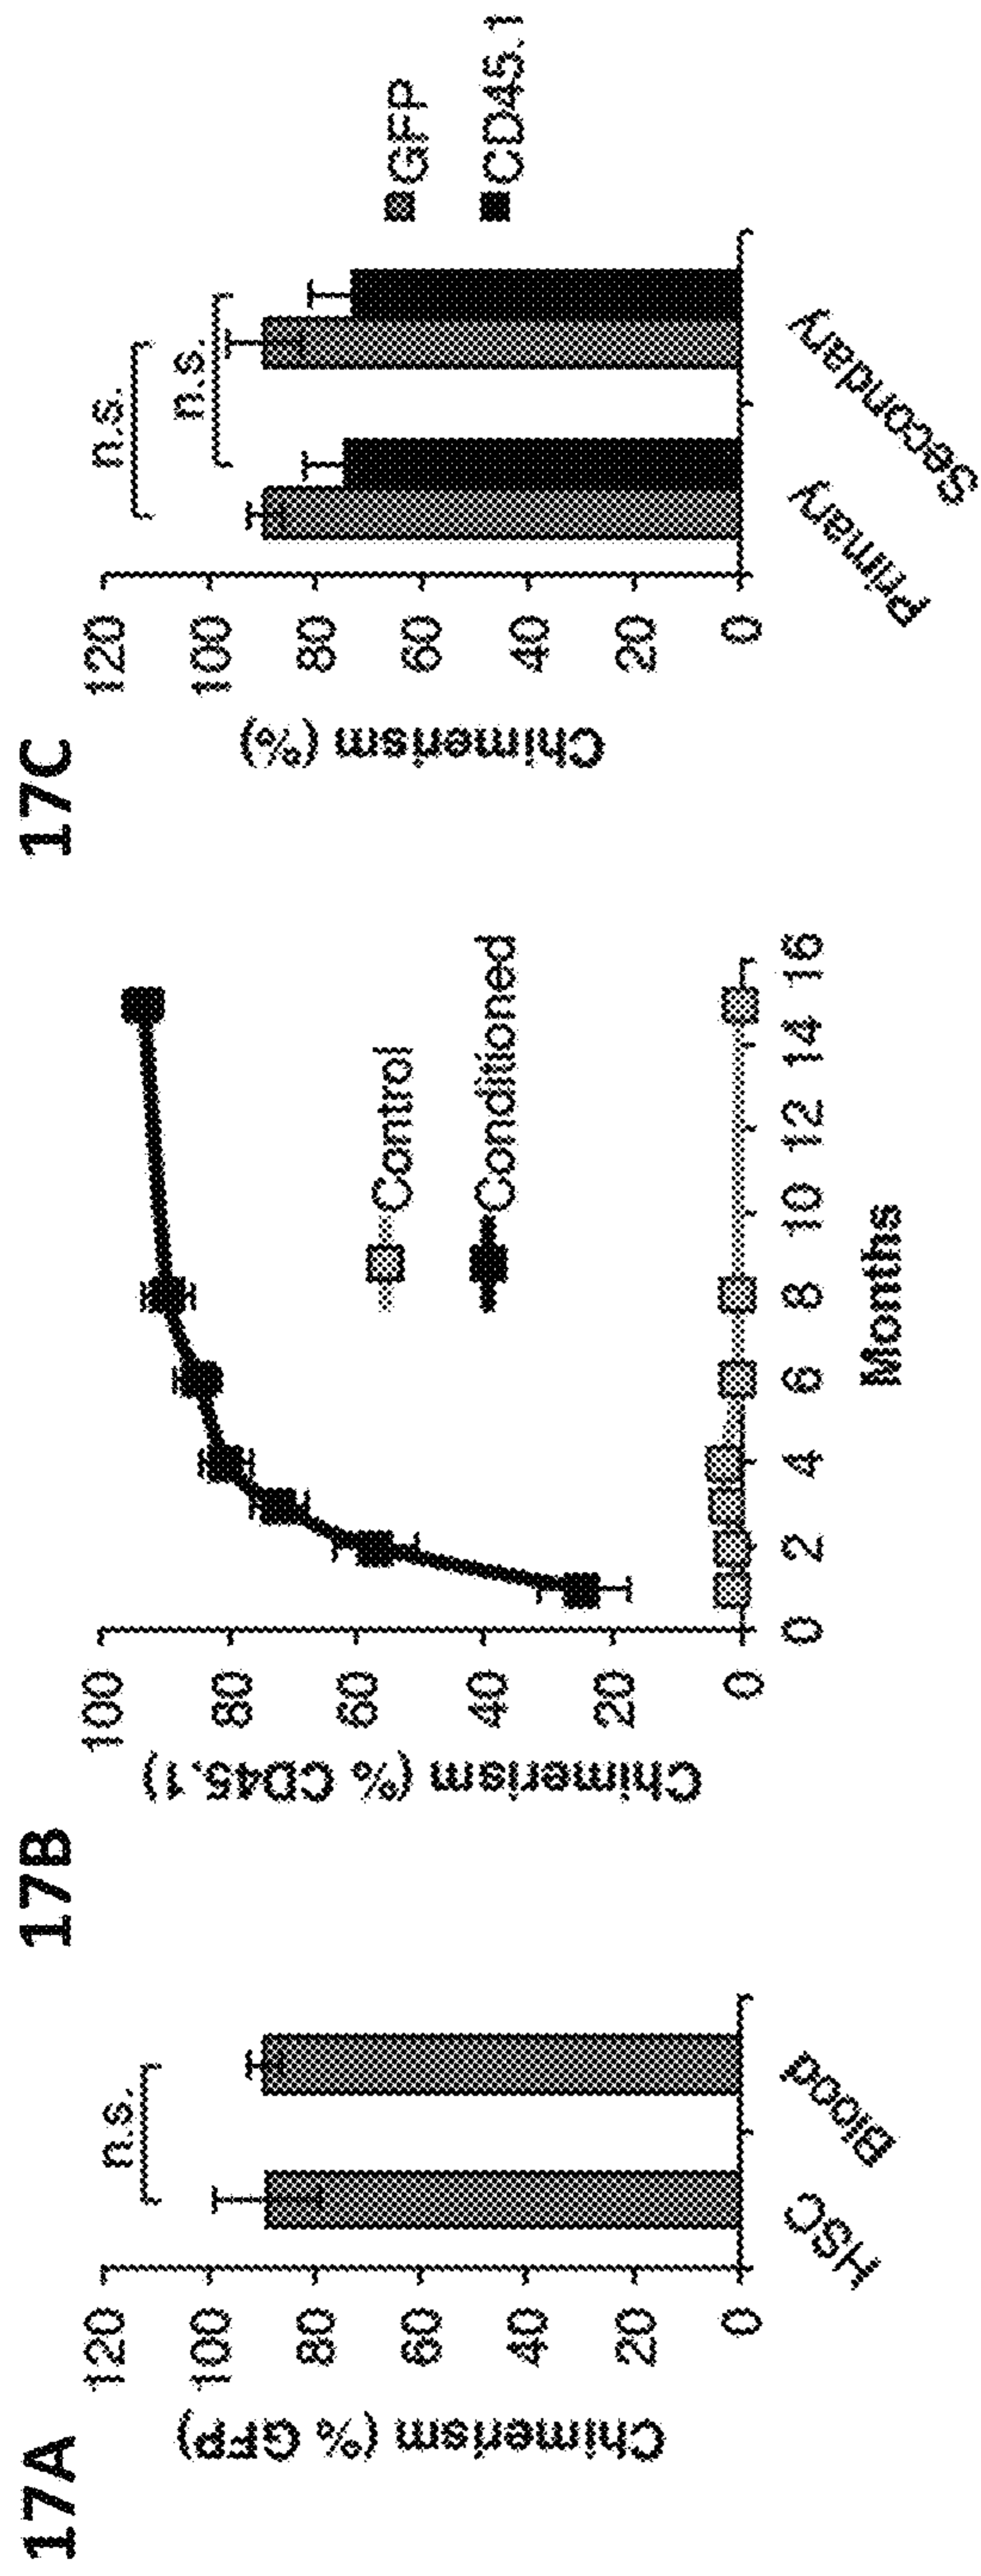 17A
Chimerism (% GFP)
120
100
80
60
40
20
0
n.s.
HSC
Blood
17B
Chimerism (% CD45.1)
100
80
60
40
20
0
Control
Conditioned
0 2 4 6 8 10 12 14 16
Months
17C
Chimerism (%)
120
100
80
60
40
20
0
n.s.
n.s.
GFP
CD45.1
Primary
Secondary